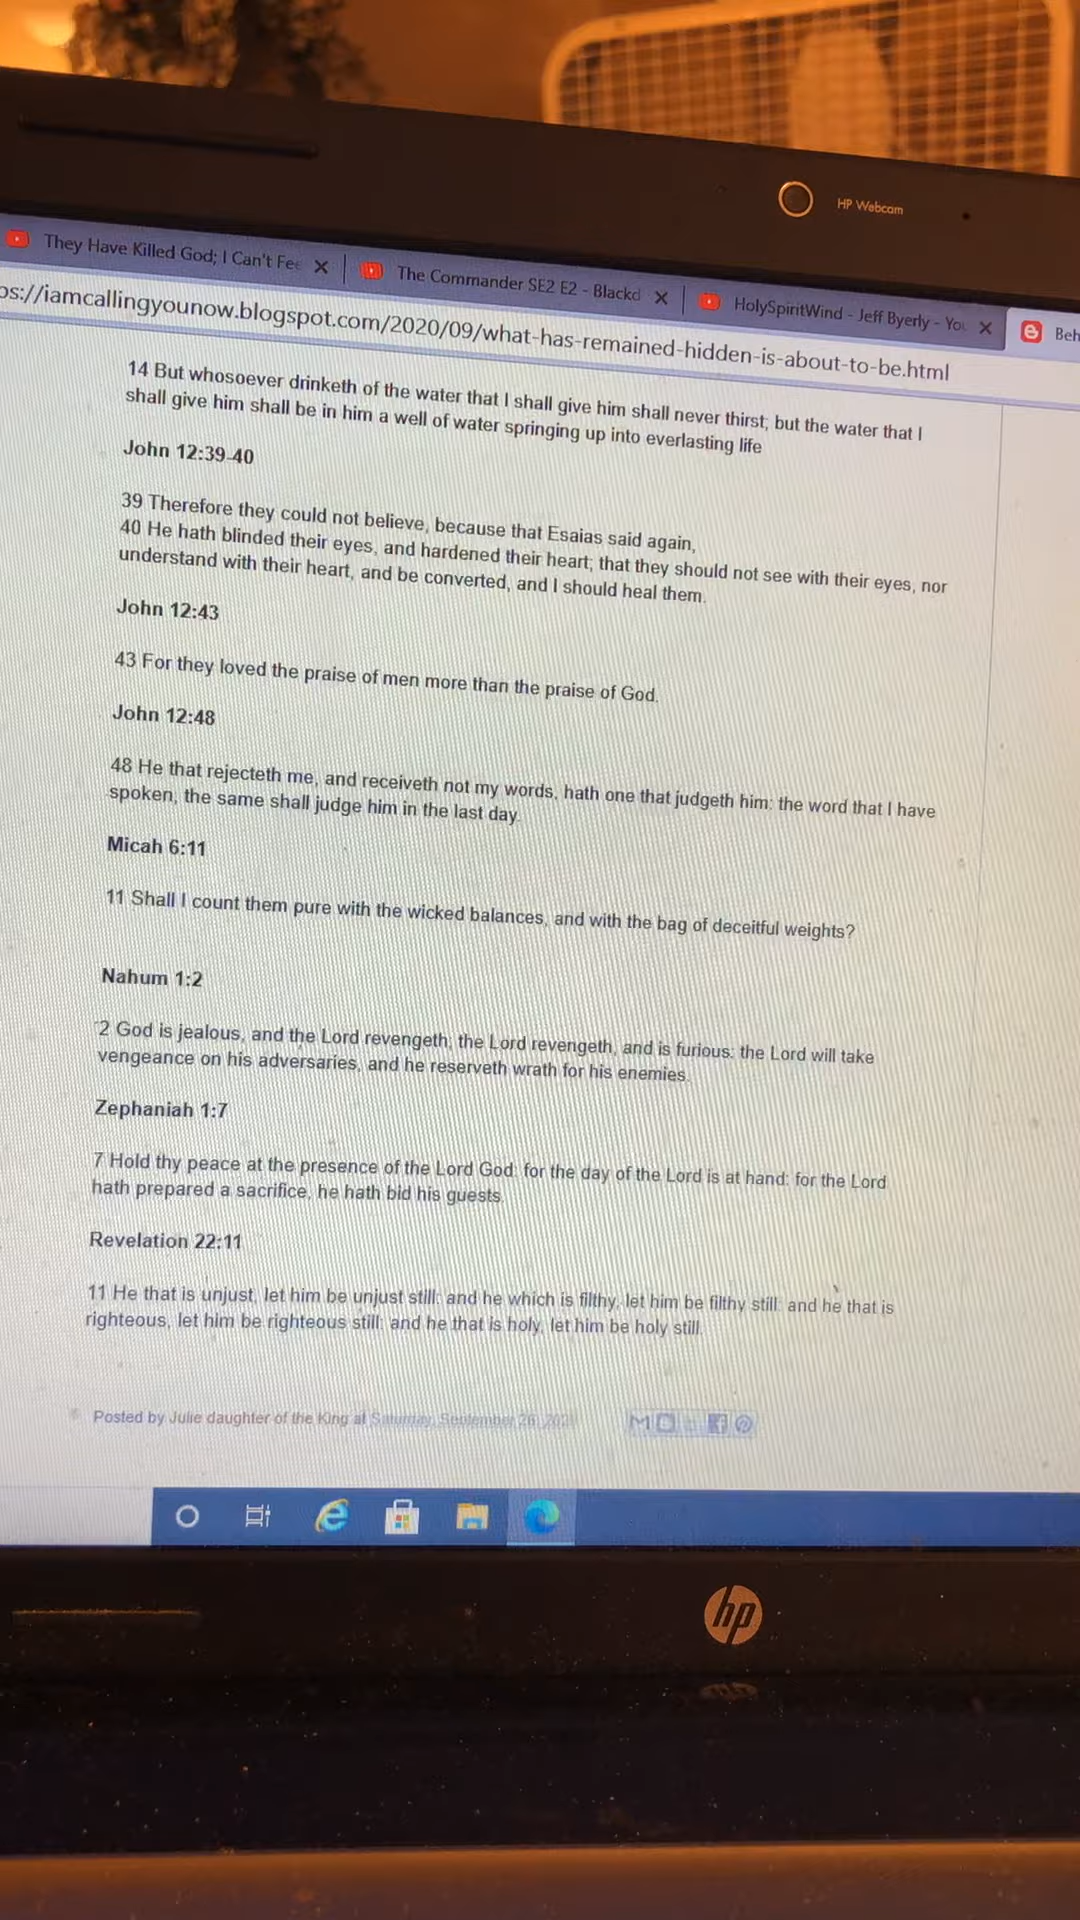 HP Webcam
They Have Killed God; I Can't Fee
The Commander SE2 E2 - Blackd
HolySpiritWind - Jeff Byerly - You
Beh
ps://iamcallingyounow.blogspot.com/2020/09/what-has-remained-hidden-is-about-to-be.html
14 But whosoever drinketh of the water that I shall give him shall never thirst; but the water that I
shall give him shall be in him a well of water springing up into everlasting life
John 12:39-40
39 Therefore they could not believe, because that Esaias said again,
40 He hath blinded their eyes, and hardened their heart; that they should not see with their eyes, nor
understand with their heart, and be converted, and I should heal them.
John 12:43
43 For they loved the praise of men more than the praise of God.
John 12:48
48 He that rejecteth me, and receiveth not my words, hath one that judgeth him: the word that I have
spoken, the same shall judge him in the last day.
Micah 6:11
11 Shall I count them pure with the wicked balances, and with the bag of deceitful weights?
Nahum 1:2
2 God is jealous, and the Lord revengeth; the Lord revengeth, and is furious: the Lord will take
vengeance on his adversaries, and he reserveth wrath for his enemies.
Zephaniah 1:7
7 Hold thy peace at the presence of the Lord God: for the day of the Lord is at hand: for the Lord
hath prepared a sacrifice, he hath bid his guests.
Revelation 22:11
11 He that is unjust, let him be unjust still: and he which is filthy, let him be filthy still: and he that is
righteous, let him be righteous still: and he that is holy, let him be holy still.
Posted by Julie daughter of the King at Saturday, September 26, 2020
hp